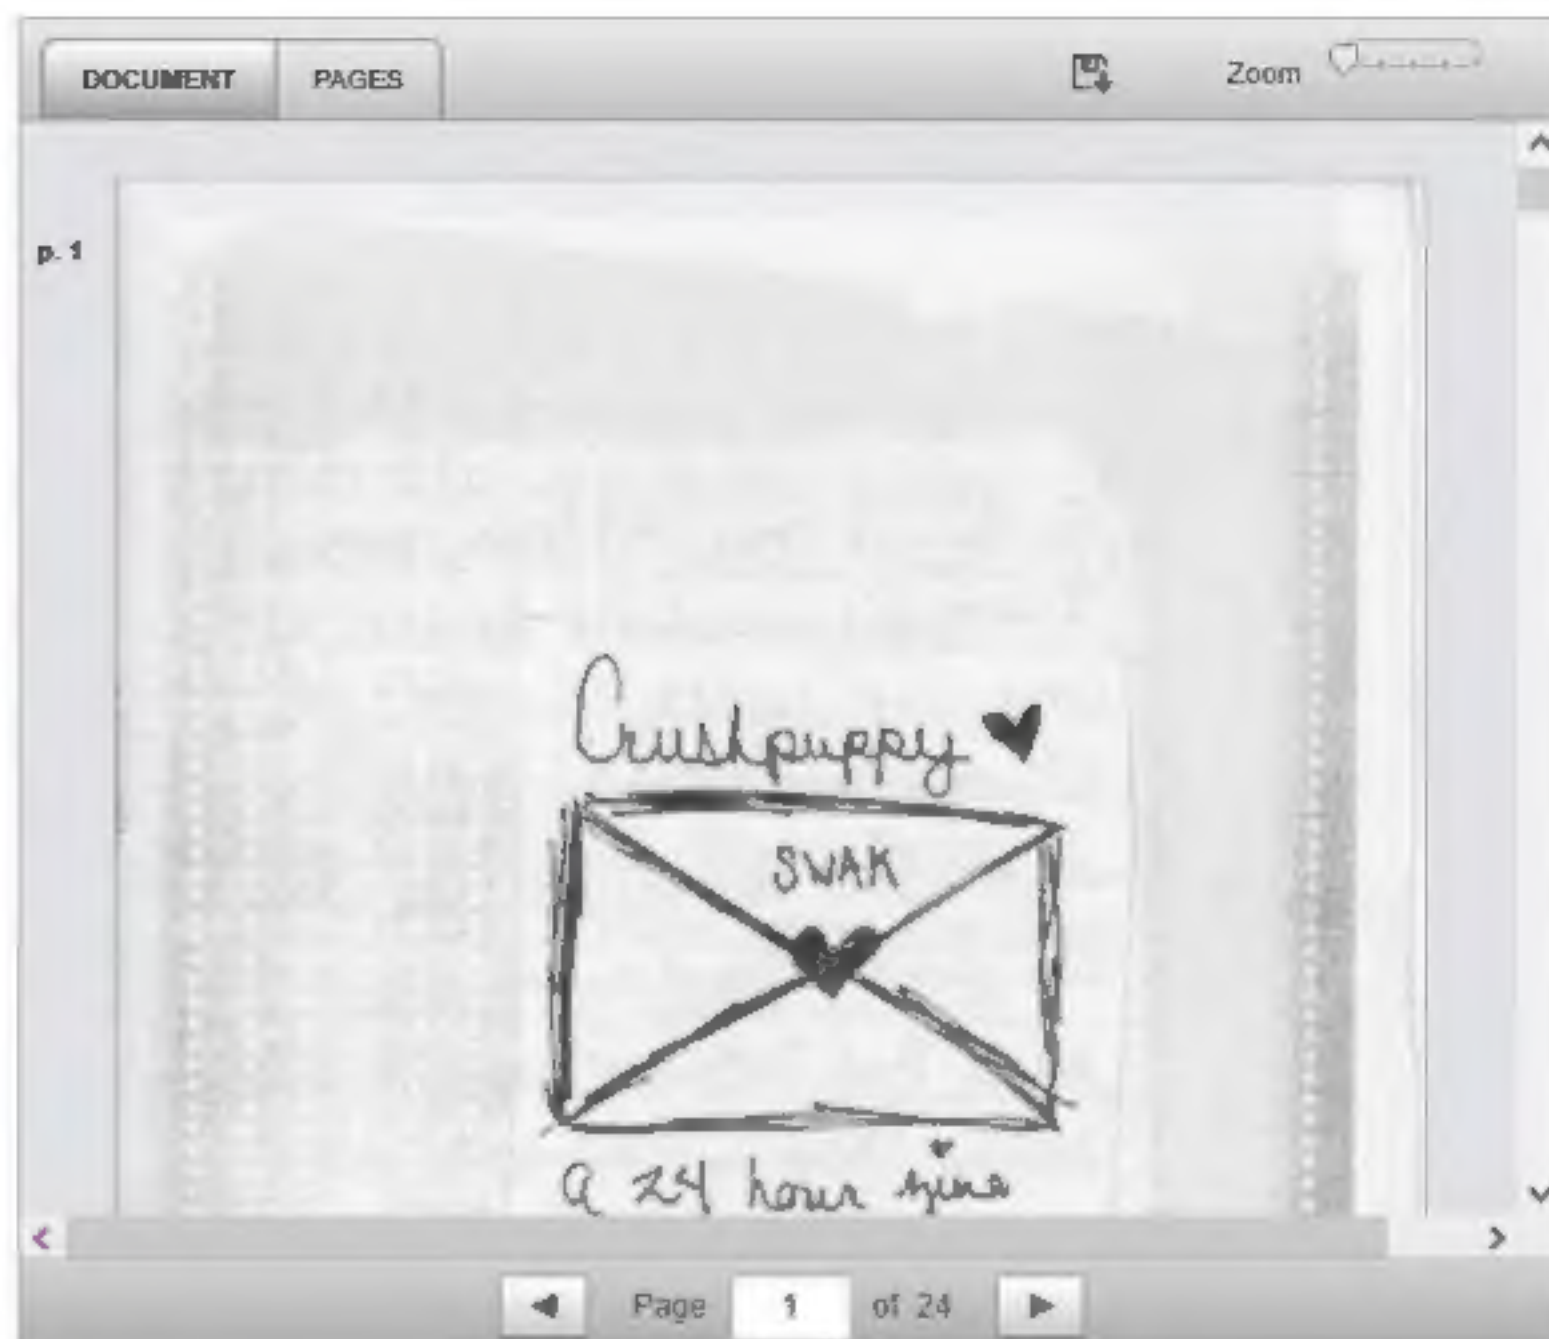 DOCUMENT PAGES Zoom
p. 1
Crushpuppy
SWAK
a 24 hour zine
Page 1 of 24